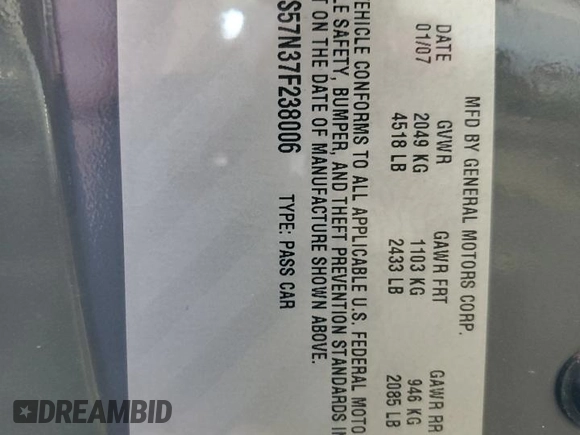 MFD BY GENERAL MOTORS CORP.
DATE GVWR GAWR FRT GAWR RR
01/07 2049 KG 1103 KG 946 KG
4518 LB 2433 LB 2085 LB
VEHICLE CONFORMS TO ALL APPLICABLE U.S. FEDERAL MOTO
LE SAFETY, BUMPER, AND THEFT PREVENTION STANDARDS I
T ON THE DATE OF MANUFACTURE SHOWN ABOVE.
S57N37F238006 TYPE: PASS CAR
DREAMBID